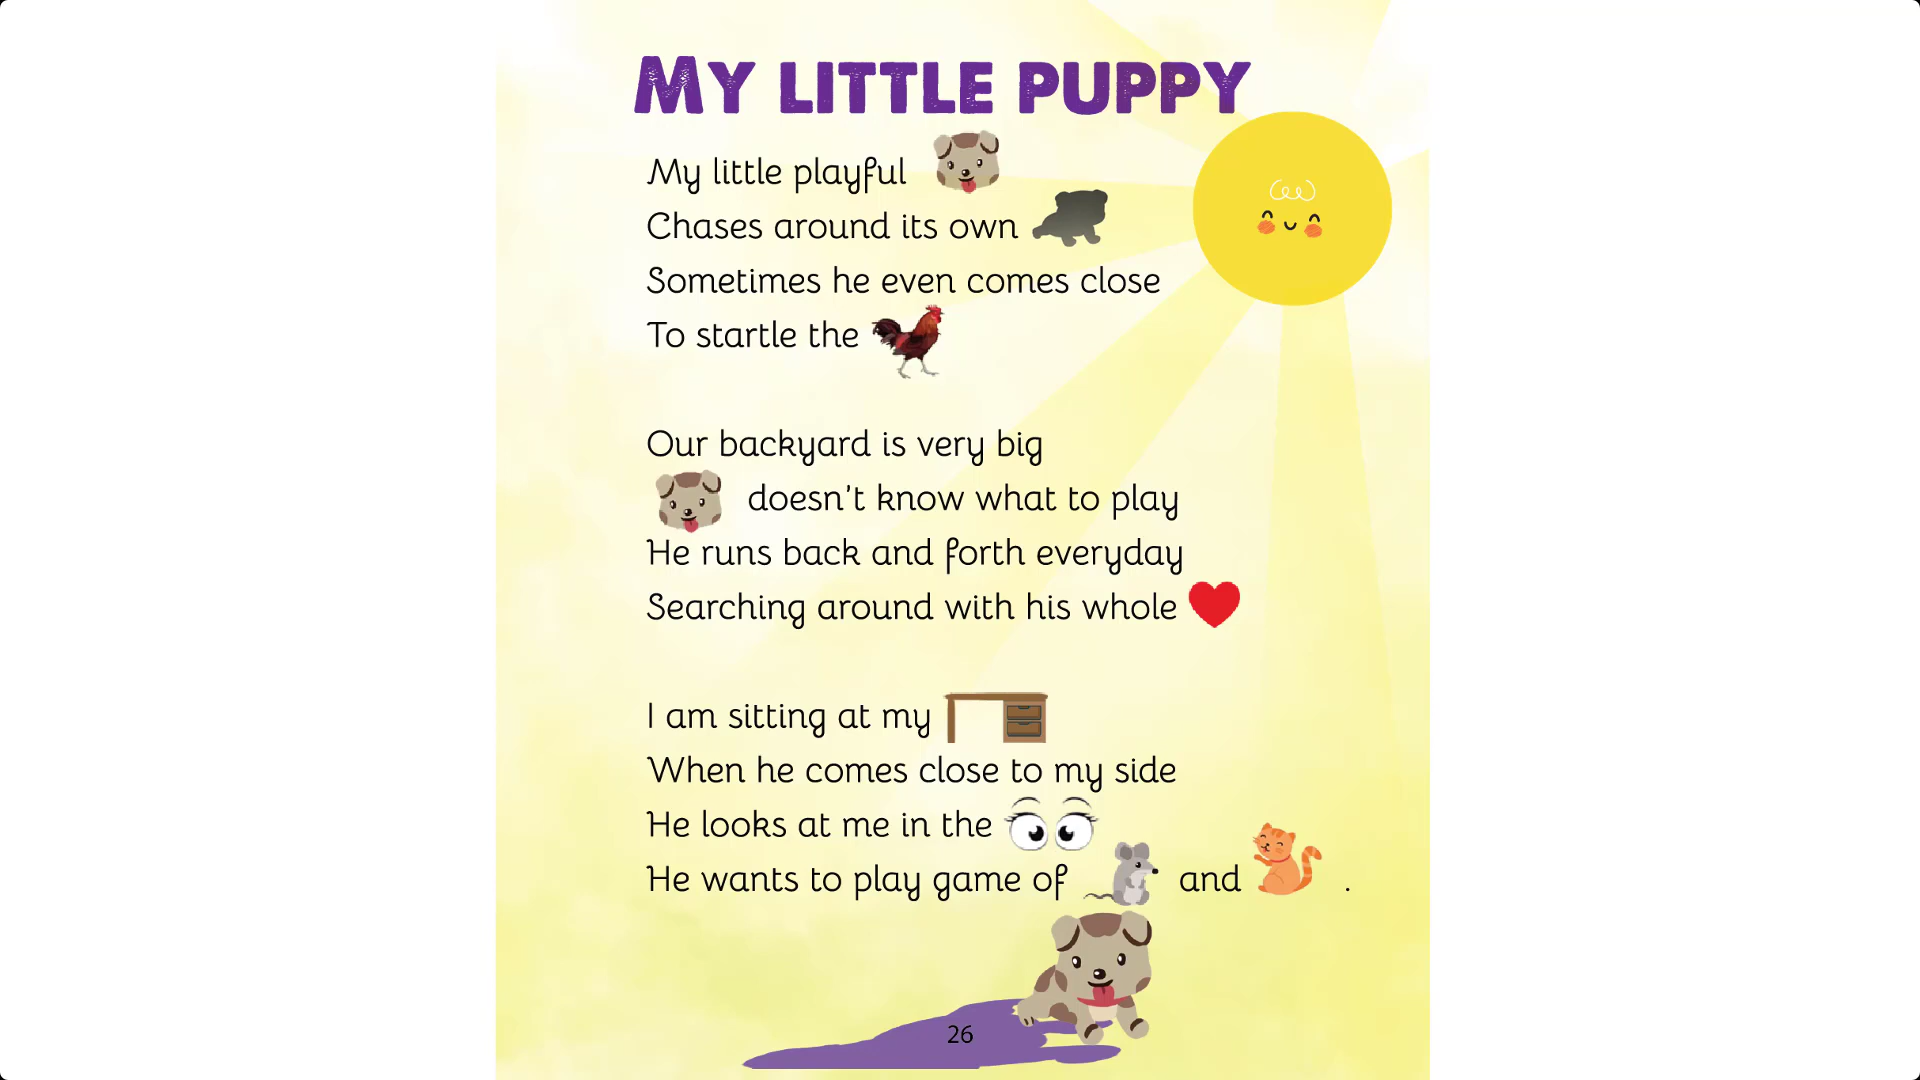 MY LITTLE PUPPY
My little playful
Chases around its own
Sometimes he even comes close
To startle the
Our backyard is very big
doesn't know what to play
He runs back and forth everyday
Searching around with his whole
I am sitting at my
When he comes close to my side
He looks at me in the
He wants to play game of and .
26